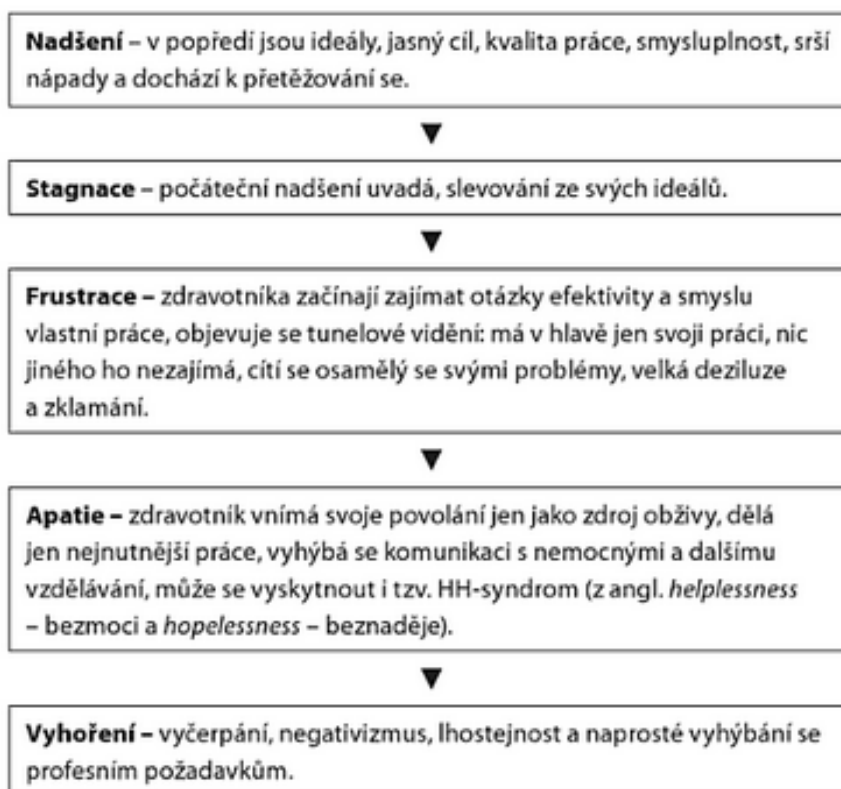 Nadšení – v popředí jsou ideály, jasný cíl, kvalita práce, smysluplnost, srší
nápady a dochází k přetěžování se.
▼
Stagnace – počáteční nadšení uvadá, slevování ze svých ideálů.
▼
Frustrace – zdravotníka začínají zajímat otázky efektivity a smyslu
vlastní práce, objevuje se tunelové vidění: má v hlavě jen svoji práci, nic
jiného ho nezajímá, cítí se osamělý se svými problémy, velká deziluze
a zklamání.
▼
Apatie – zdravotník vnímá svoje povolání jen jako zdroj obživy, dělá
jen nejnutnější práce, vyhýbá se komunikaci s nemocnými a dalšímu
vzdělávání, může se vyskytnout i tzv. HH-syndrom (z angl. helplessness
– bezmoci a hopelessness – beznaděje).
▼
Vyhoření – vyčerpání, negativizmus, lhostejnost a naprosté vyhýbání se
profesním požadavkům.